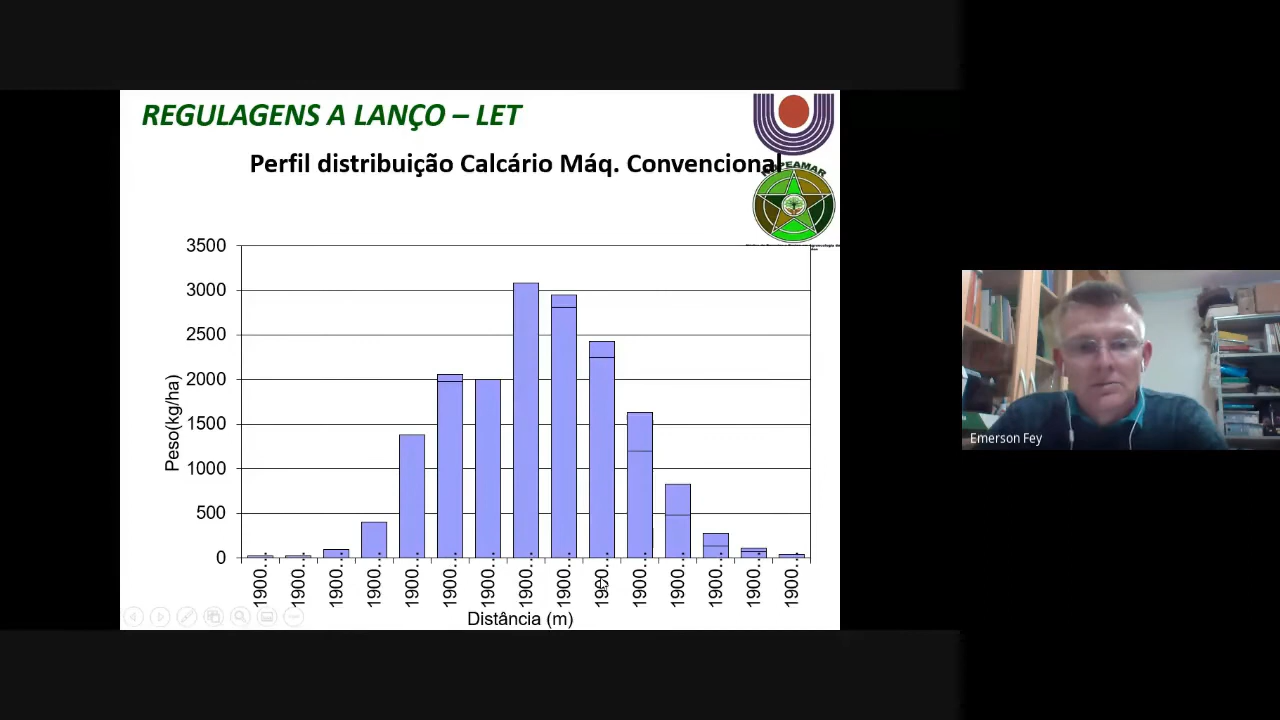 REGULAGENS A LANÇO – LET
Perfil distribuição Calcário Máq. Convencional
3500
3000
2500
2000
1500
1000
500
0
Peso(kg/ha)
1900... 1900... 1900... 1900... 1900... 1900... 1900... 1900... 1900... 1900... 1900... 1900... 1900... 1900... 1900...
Distância (m)
Emerson Fey